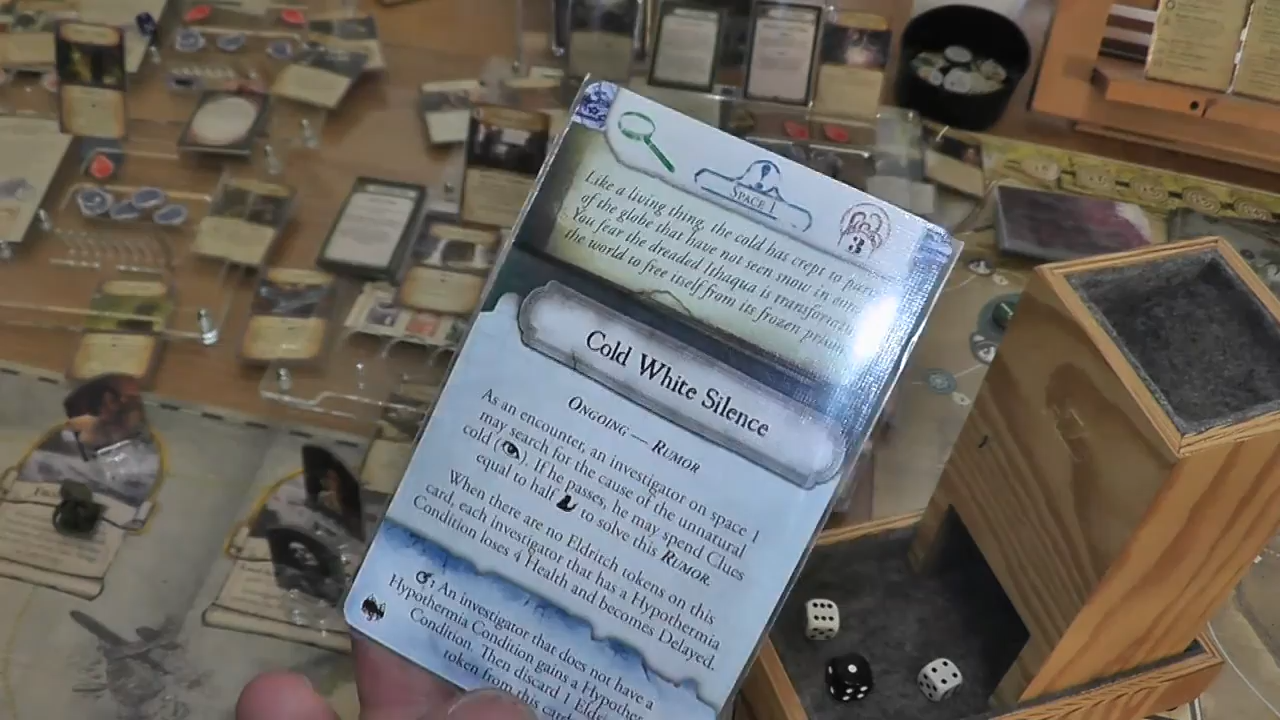 SPACE 1
3
Like a living thing, the cold has crept to
of the globe that have not seen snow in
You fear the dreaded Ithaqua is
the world to free itself from its frozen prison
Cold White Silence
ONGOING — RUMOR
As an encounter, an investigator on space 1
may search for the cause of the unnatural
cold ( ). If he passes, he may spend Clues
equal to half to solve this RUMOR.
When there are no Eldritch tokens on this
card, each investigator that has a Hypothermia
Condition loses 4 Health and becomes Delayed.
: An investigator that does not have a
Hypothermia Condition gains a
Condition. Then discard 1
token from this